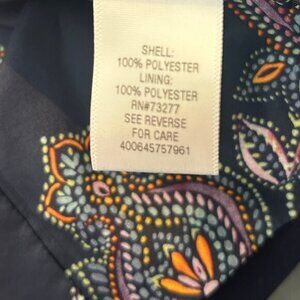 SHELL:
100% POLYESTER
LINING:
100% POLYESTER
RN#73277
SEE REVERSE
FOR CARE
400645757961